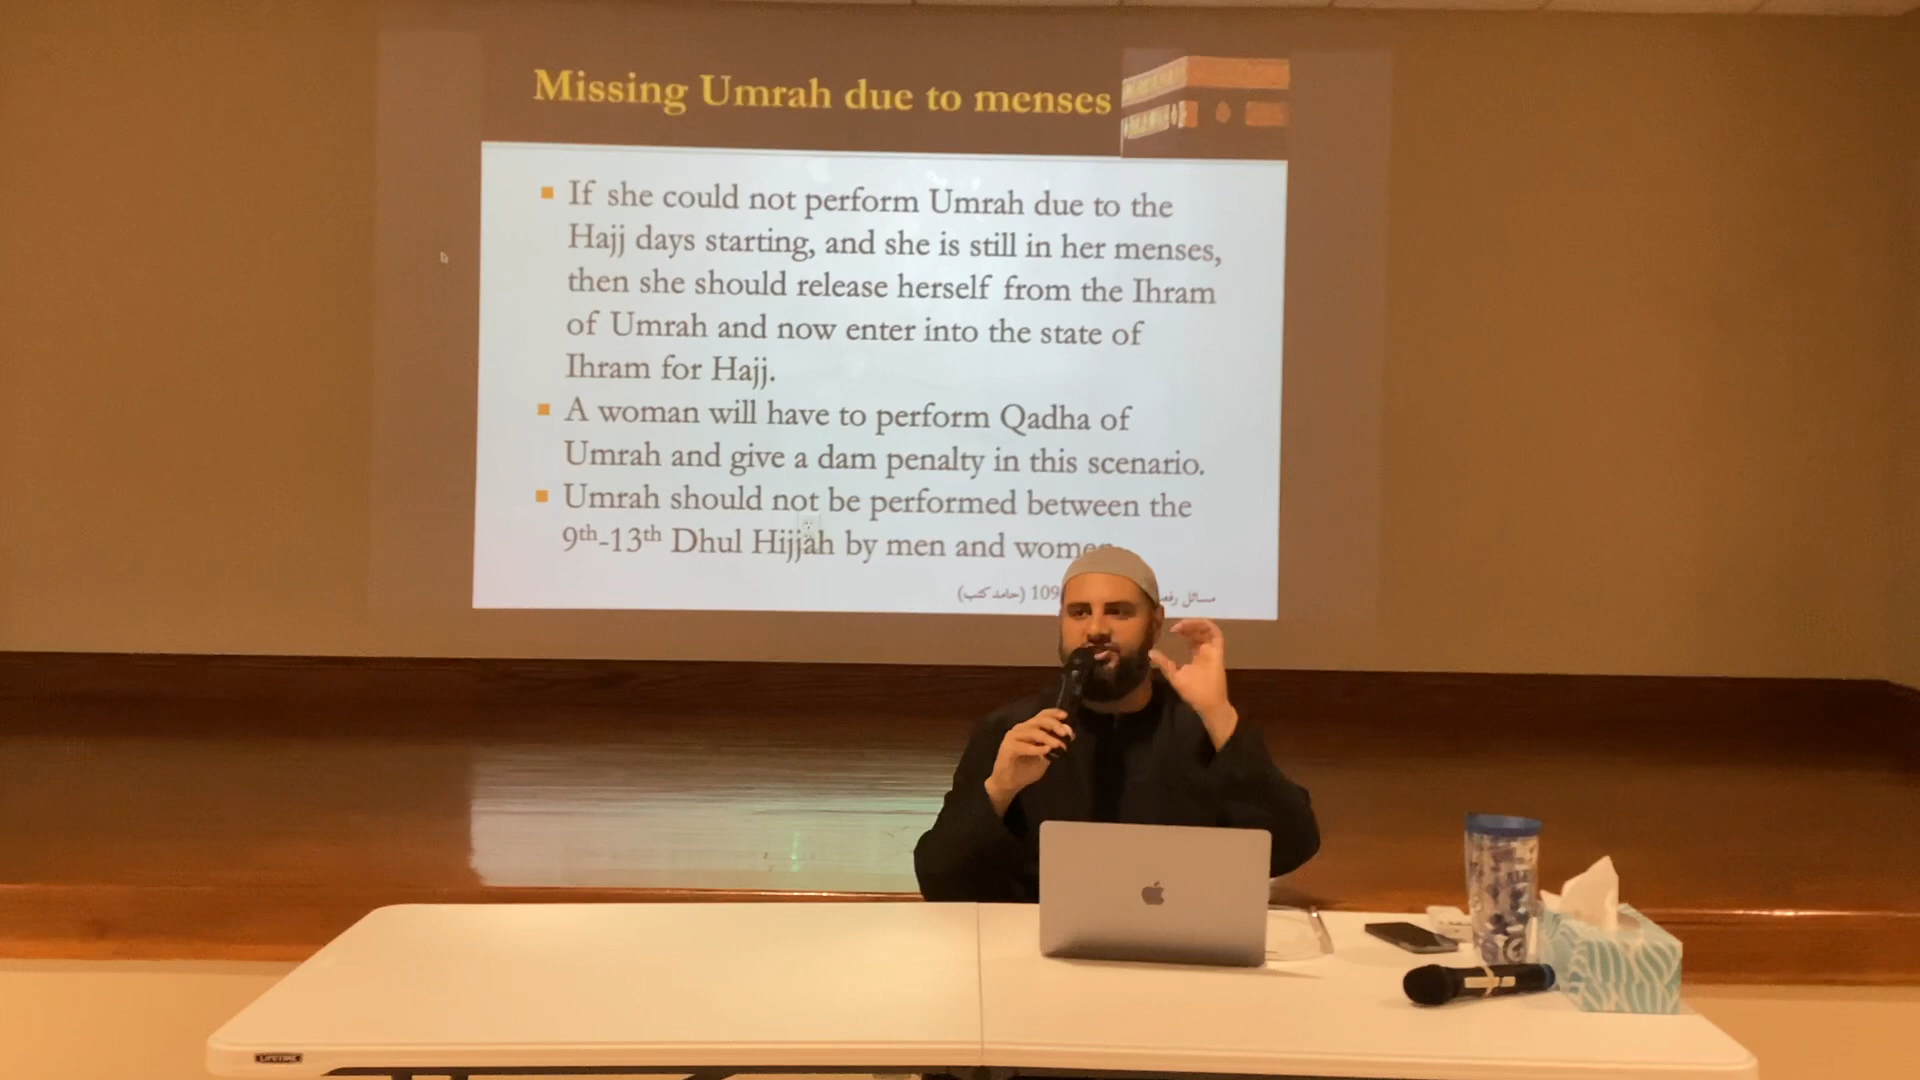 Missing Umrah due to menses
If she could not perform Umrah due to the
Hajj days starting, and she is still in her menses,
then she should release herself from the Ihram
of Umrah and now enter into the state of
Ihram for Hajj.
A woman will have to perform Qadha of
Umrah and give a dam penalty in this scenario.
Umrah should not be performed between the
9th-13th Dhul Hijjah by men and
مسائل 109 (حامد كتب)
LIFETIME